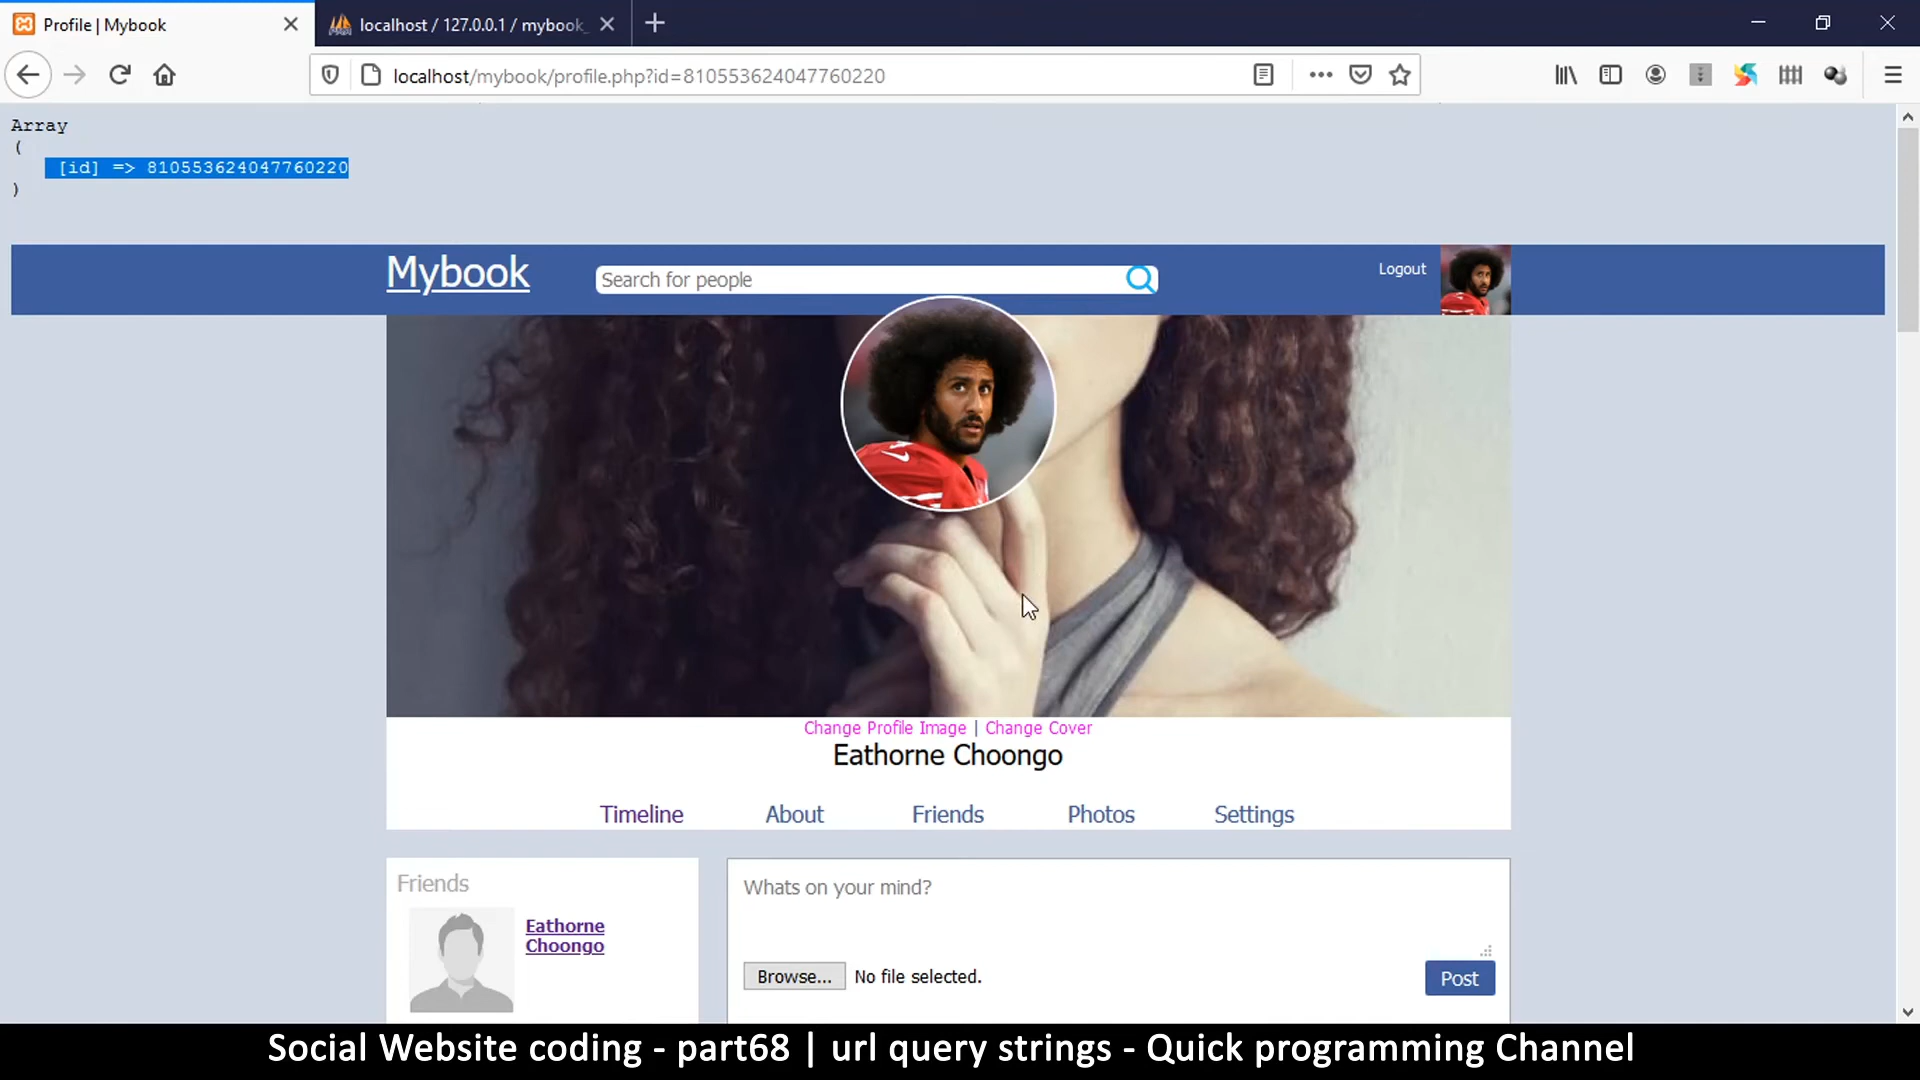 Profile | Mybook
localhost / 127.0.0.1 / mybook_
localhost/mybook/profile.php?id=810553624047760220
Array
(
[id] => 810553624047760220
)
Mybook
Search for people
Logout
Change Profile Image | Change Cover
Eathorne Choongo
Timeline About Friends Photos Settings
Friends
Eathorne
Choongo
Whats on your mind?
Browse... No file selected.
Post
Social Website coding - part68 | url query strings - Quick programming Channel